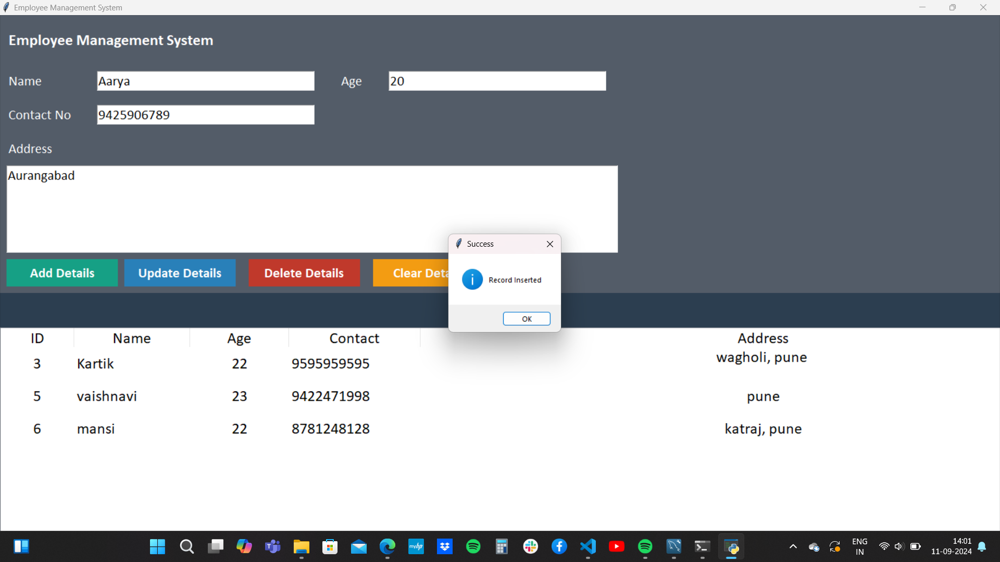 Employee Management System
Employee Management System
Name Aarya Age 20
Contact No 9425906789
Address
Aurangabad
Success
Record Inserted
OK
Add Details Update Details Delete Details Clear Deta
ID Name Age Contact Address
3 Kartik 22 9595959595 wagholi, pune
5 vaishnavi 23 9422471998 pune
6 mansi 22 8781248128 katraj, pune
myhp
ENG
IN
14:01
11-09-2024